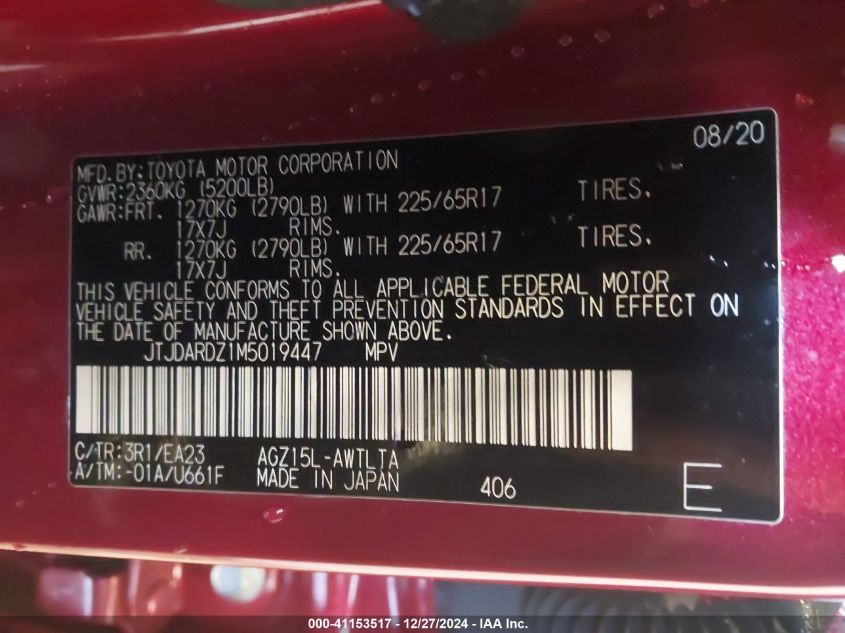 08/20
MFD.BY:TOYOTA MOTOR CORPORATION
GVWR:2360KG (5200LB)
GAWR:FRT. 1270KG (2790LB) WITH 225/65R17 TIRES.
17X7J RIMS.
RR. 1270KG (2790LB) WITH 225/65R17 TIRES.
17X7J RIMS.
THIS VEHICLE CONFORMS TO ALL APPLICABLE FEDERAL MOTOR
VEHICLE SAFETY AND THEFT PREVENTION STANDARDS IN EFFECT ON
THE DATE OF MANUFACTURE SHOWN ABOVE.
JTJDARDZ1M5019447 MPV
C/TR:3R1/EA23 AGZ15L-AWTLTA
A/TM:-01A/U661F MADE IN JAPAN 406 E
000-41153517 - 12/27/2024 - IAA Inc.